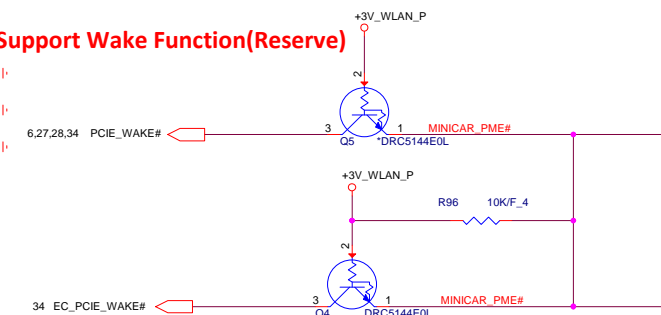 +3V_WLAN_P
Support Wake Function(Reserve)
2
6,27,28,34 PCIE_WAKE# 3 1 MINICAR_PME#
Q5 *DRC5144E0L
+3V_WLAN_P
R96 10K/F_4
2
34 EC_PCIE_WAKE# 3 1 MINICAR_PME#
Q4 DRC5144E0L